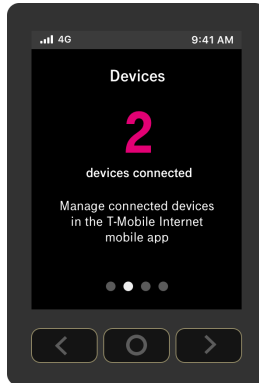 4G 9:41 AM
Devices
2
devices connected
Manage connected devices
in the T-Mobile Internet
mobile app